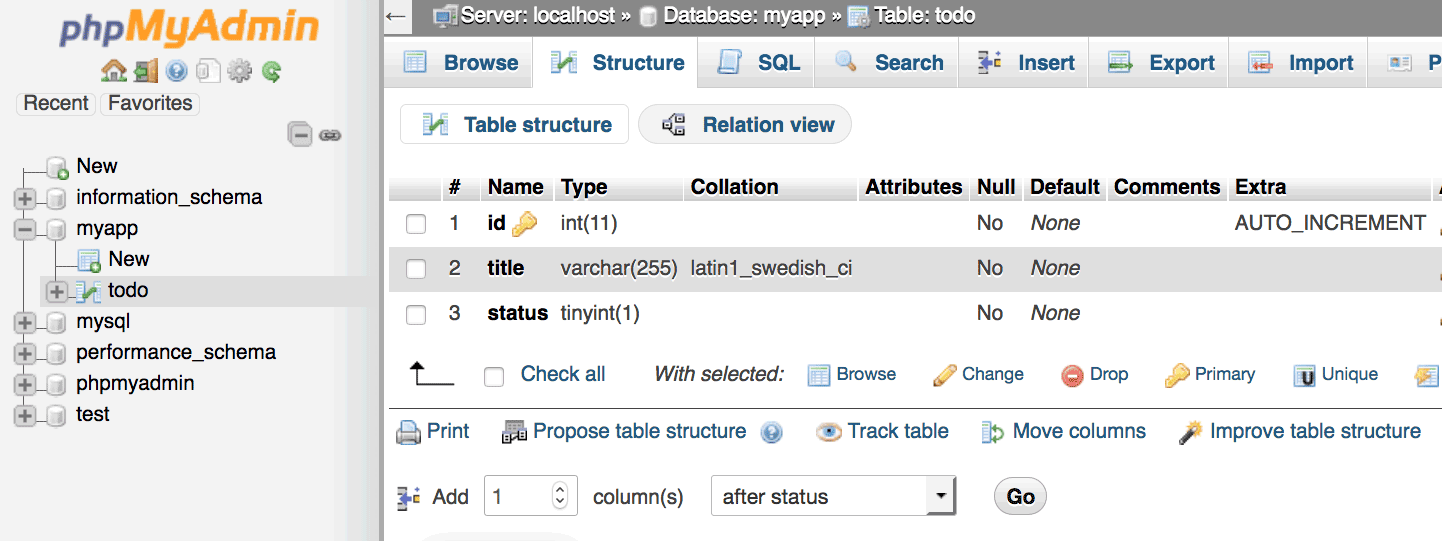 phpMyAdmin
Recent Favorites
New
information_schema
myapp
New
todo
mysql
performance_schema
phpmyadmin
test
← Server: localhost » Database: myapp » Table: todo
Browse Structure SQL Search Insert Export Import P
Table structure Relation view
# Name Type Collation Attributes Null Default Comments Extra
1 id int(11) No None AUTO_INCREMENT
2 title varchar(255) latin1_swedish_ci No None
3 status tinyint(1) No None
Check all With selected: Browse Change Drop Primary Unique
Print Propose table structure Track table Move columns Improve table structure
Add 1 column(s) after status Go